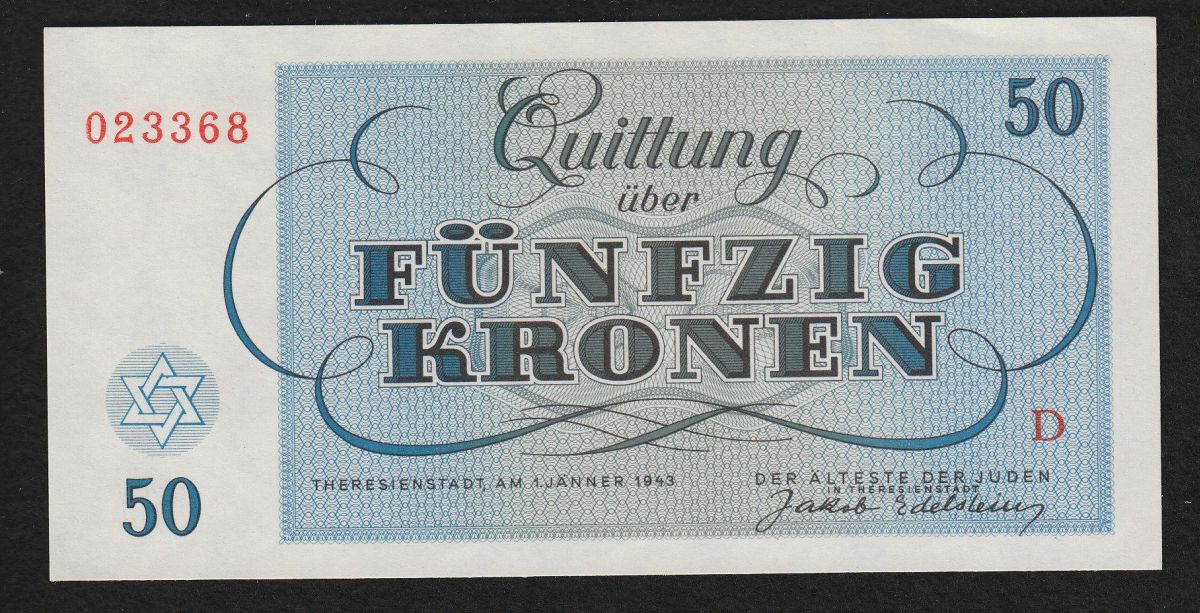 023368
50
Quittung
über
FÜNFZIG
KRONEN
D
50
THERESIENSTADT, AM 1. JÄNNER 1943
DER ÄLTESTE DER JUDEN
IN THERESIENSTADT
Jakob Edelstein